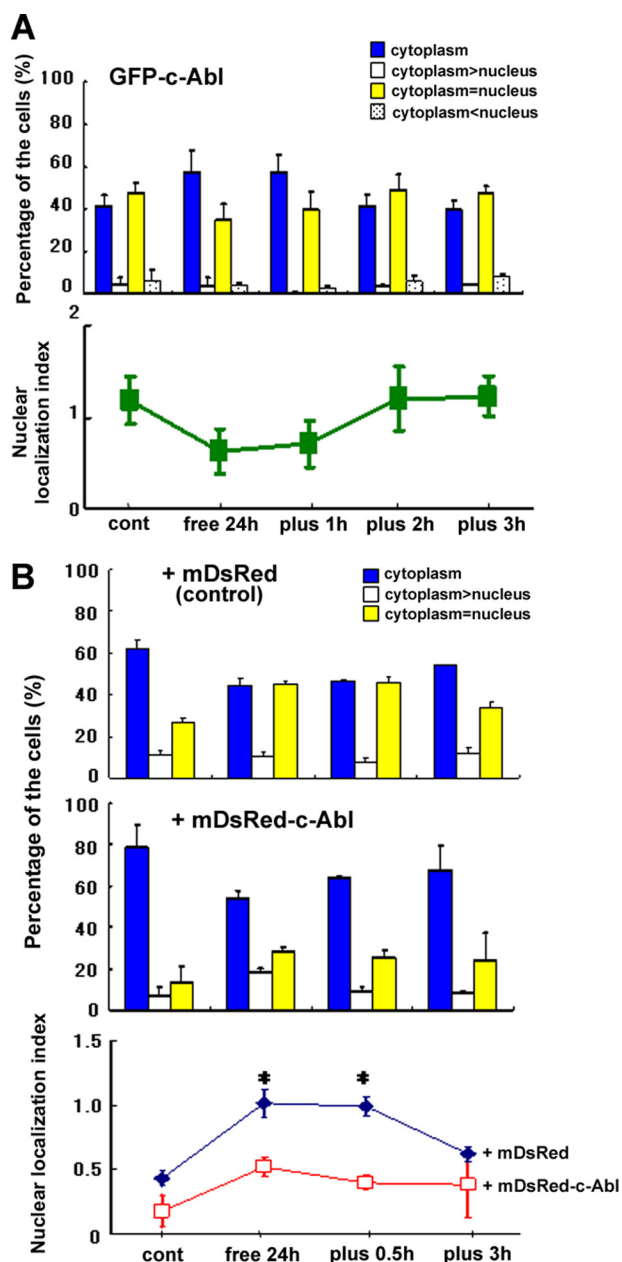 A
GFP-c-Abl
cytoplasm
cytoplasm>nucleus
cytoplasm=nucleus
cytoplasm<nucleus
Percentage of the cells (%)
100
80
60
40
20
0
Nuclear
localization index
2
1
0
cont free 24h plus 1h plus 2h plus 3h
B
+ mDsRed
(control)
cytoplasm
cytoplasm>nucleus
cytoplasm=nucleus
Percentage of the cells (%)
100
80
60
40
20
0
+ mDsRed-c-Abl
100
80
60
40
20
0
Nuclear localization index
1.5
1.0
0.5
0
* *
+ mDsRed
+ mDsRed-c-Abl
cont free 24h plus 0.5h plus 3h